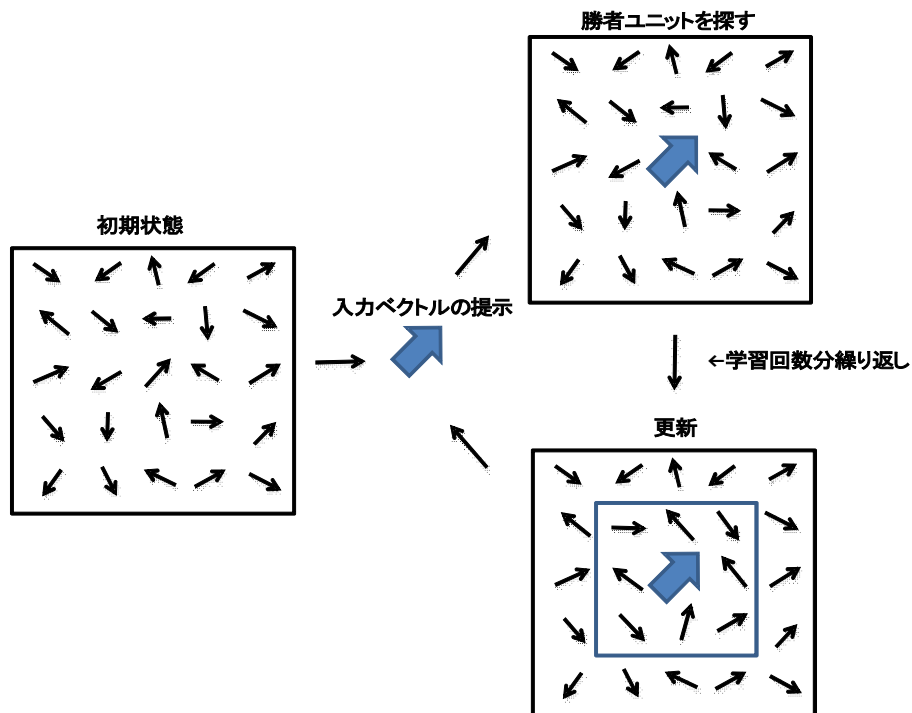 勝者ユニットを探す
初期状態
入力ベクトルの提示
←学習回数分繰り返し
更新